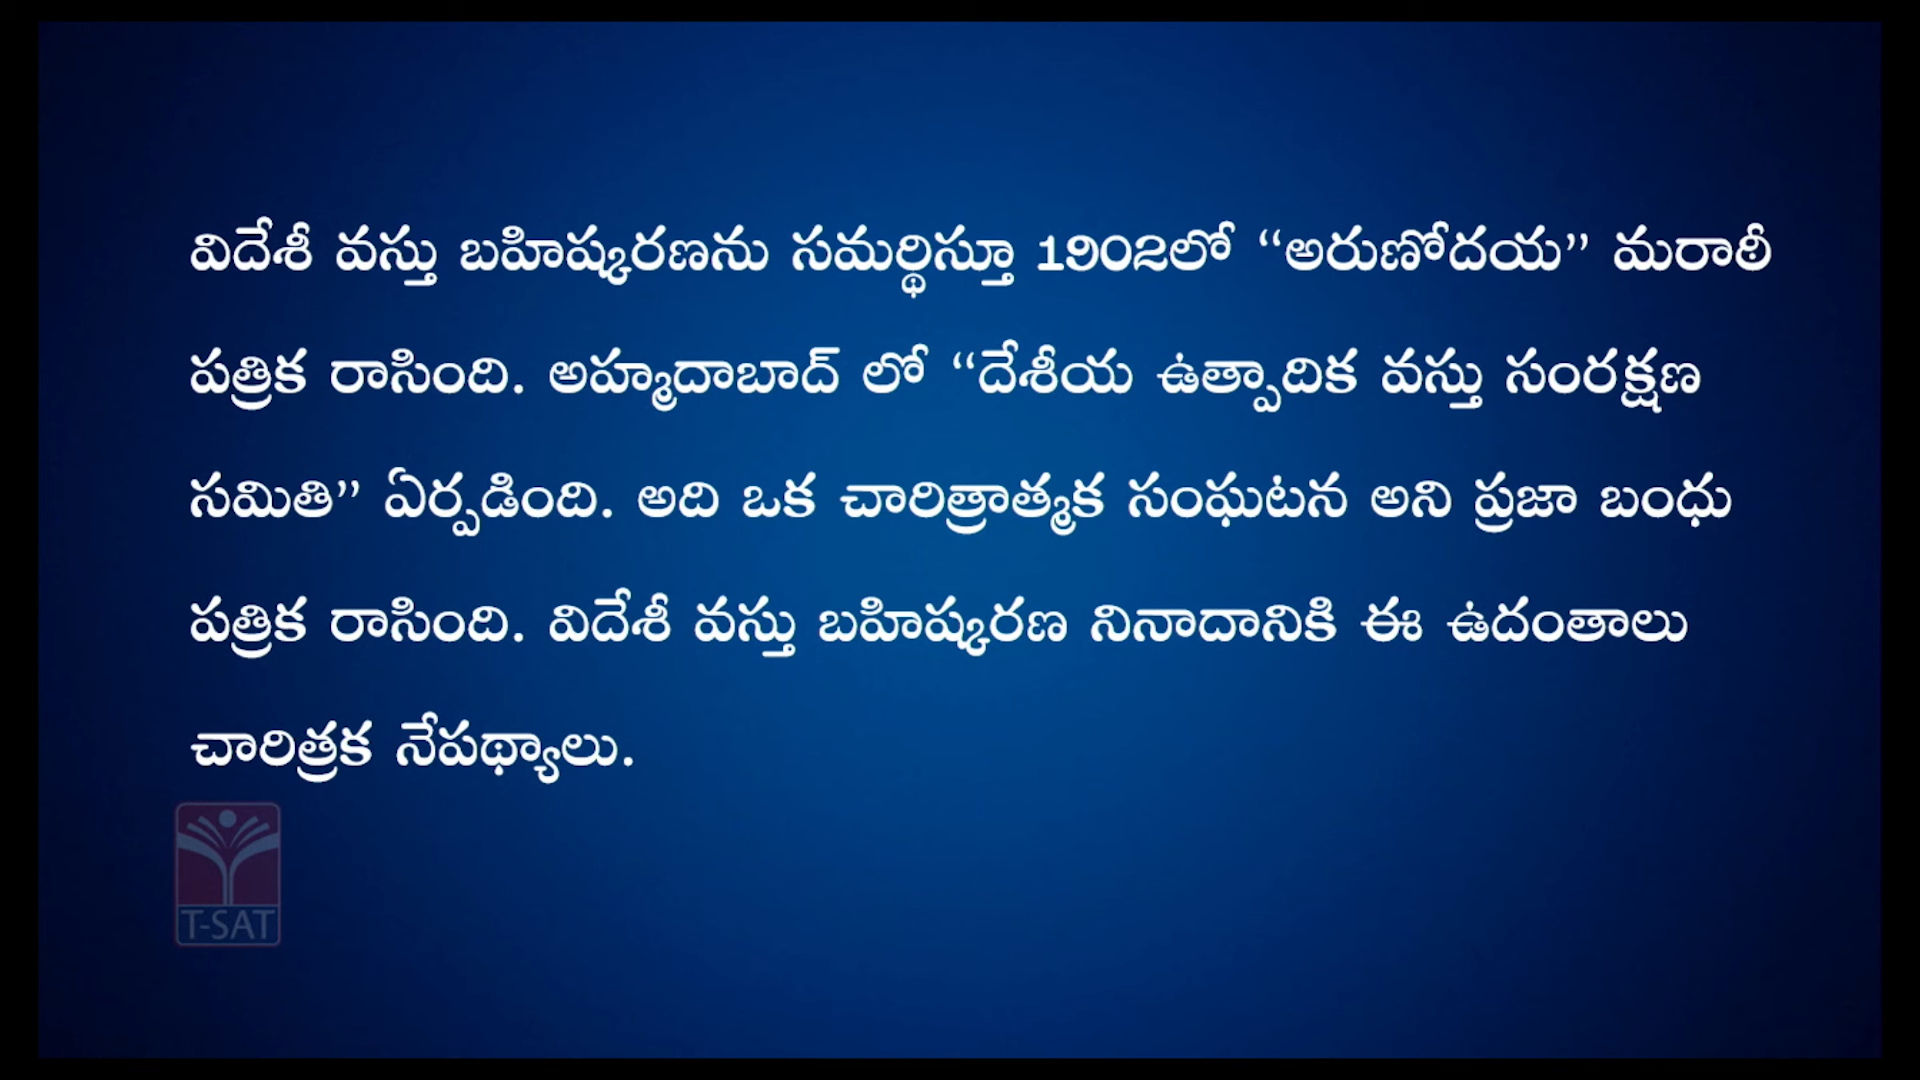 విదేశీ వస్తు బహిష్కరణను సమర్థిస్తూ 1902లో “అరుణోదయ” మరాఠీ
పత్రిక రాసింది. అహ్మదాబాద్ లో “దేశీయ ఉత్పాదిక వస్తు సంరక్షణ
సమితి” ఏర్పడింది. అది ఒక చారిత్రాత్మక సంఘటన అని ప్రజా బంధు
పత్రిక రాసింది. విదేశీ వస్తు బహిష్కరణ నినాదానికి ఈ ఉదంతాలు
చారిత్రక నేపథ్యాలు.
T-SAT